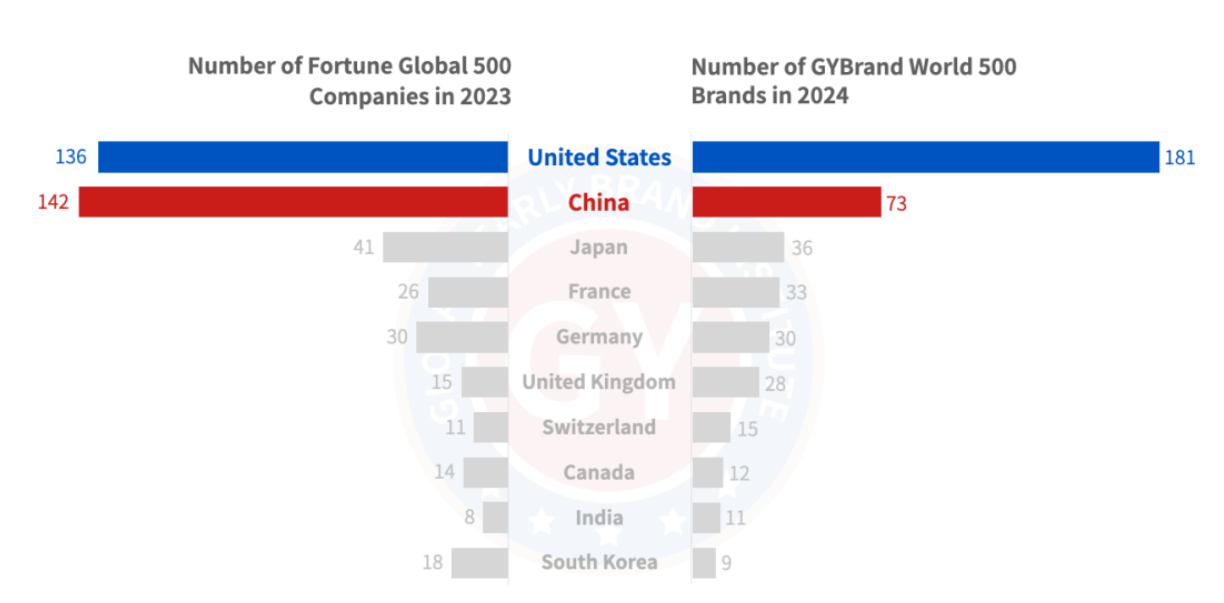 Number of Fortune Global 500
Companies in 2023
Number of GYBrand World 500
Brands in 2024
136 United States 181
142 China 73
41 Japan 36
26 France 33
30 Germany 30
15 United Kingdom 28
11 Switzerland 15
14 Canada 12
8 India 11
18 South Korea 9
GY